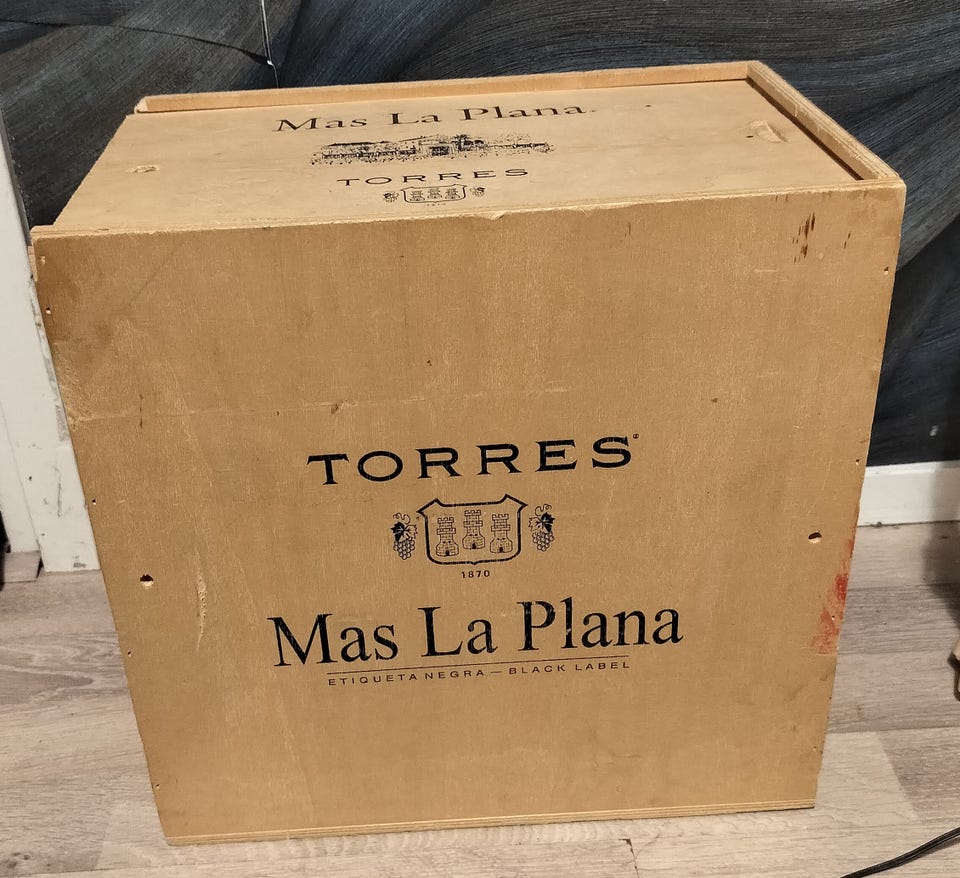 Mas La Plana
TORRES
TORRES®
1870
Mas La Plana
ETIQUETA NEGRA — BLACK LABEL